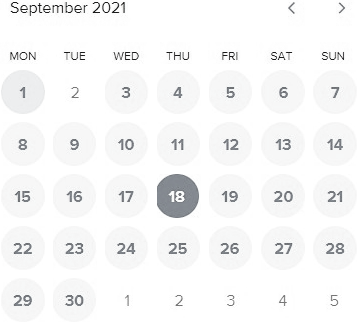 September 2021
MON TUE WED THU FRI SAT SUN
1 2 3 4 5 6 7
8 9 10 11 12 13 14
15 16 17 18 19 20 21
22 23 24 25 26 27 28
29 30 1 2 3 4 5